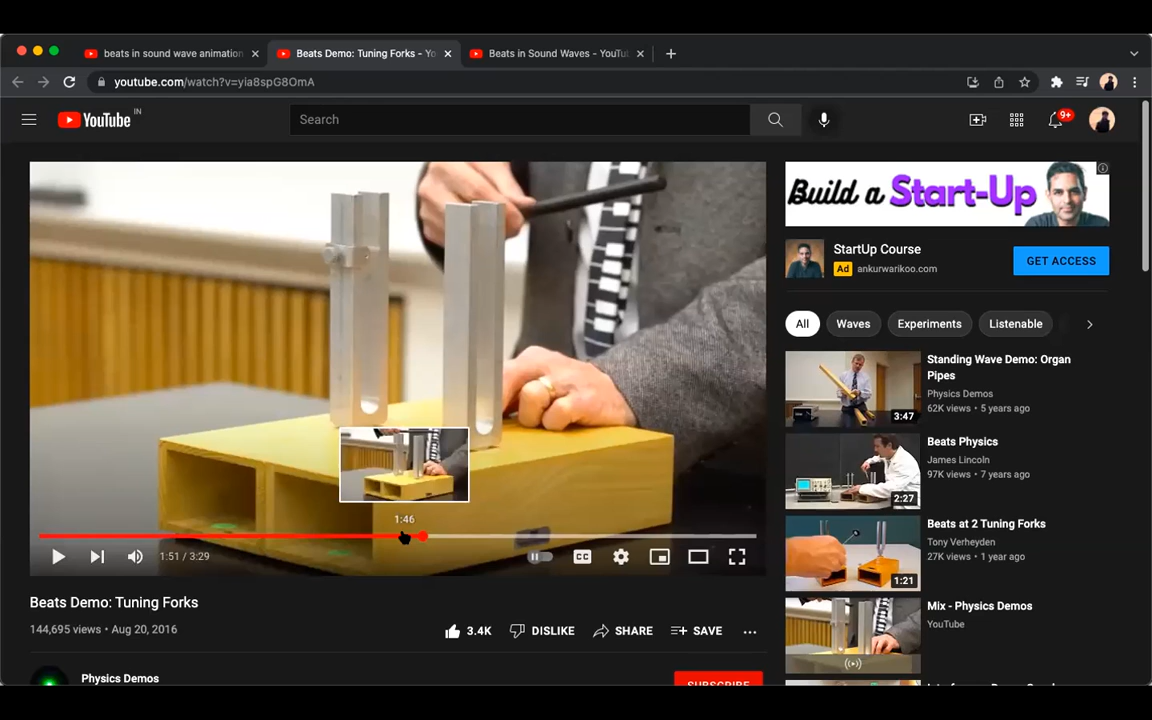 beats in sound wave animation
Beats Demo: Tuning Forks - Yo
Beats in Sound Waves - YouTu
youtube.com/watch?v=yia8spG8OmA
YouTube IN
Search
9+
Build a Start-Up
StartUp Course
Ad ankurwarikoo.com
GET ACCESS
All
Waves
Experiments
Listenable
Standing Wave Demo: Organ
Pipes
Physics Demos
62K views • 5 years ago
3:47
Beats Physics
James Lincoln
97K views • 7 years ago
2:27
Beats at 2 Tuning Forks
Tony Verheyden
27K views • 1 year ago
1:21
Mix - Physics Demos
YouTube
1:46
1:51 / 3:29
CC
Beats Demo: Tuning Forks
144,695 views • Aug 20, 2016
3.4K
DISLIKE
SHARE
SAVE
Physics Demos
SUBSCRIBE